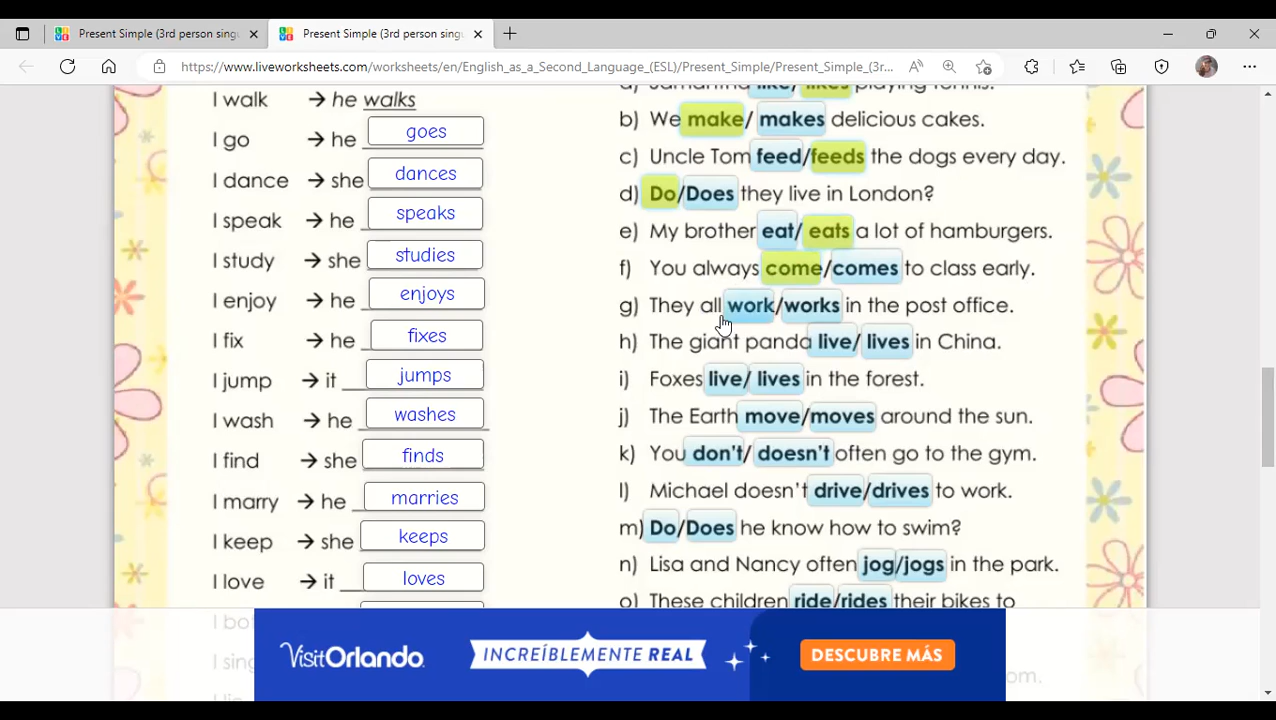 Present Simple (3rd person singu
Present Simple (3rd person singu
https://www.liveworksheets.com/worksheets/en/English_as_a_Second_Language_(ESL)/Present_Simple/Present_Simple_(3r...
I walk → he walks
I go → he goes
I dance → she dances
I speak → he speaks
I study → she studies
I enjoy → he enjoys
I fix → he fixes
I jump → it jumps
I wash → he washes
I find → she finds
I marry → he marries
I keep → she keeps
I love → it loves
I sing
a) Samantha like/likes playing tennis.
b) We make/ makes delicious cakes.
c) Uncle Tom feed/feeds the dogs every day.
d) Do/Does they live in London?
e) My brother eat/ eats a lot of hamburgers.
f) You always come/comes to class early.
g) They all work/works in the post office.
h) The giant panda live/ lives in China.
i) Foxes live/ lives in the forest.
j) The Earth move/moves around the sun.
k) You don't/ doesn't often go to the gym.
l) Michael doesn't drive/drives to work.
m) Do/Does he know how to swim?
n) Lisa and Nancy often jog/jogs in the park.
o) These children ride/rides their bikes to
om.
VISITORLANDO.
INCREÍBLEMENTE REAL
DESCUBRE MÁS